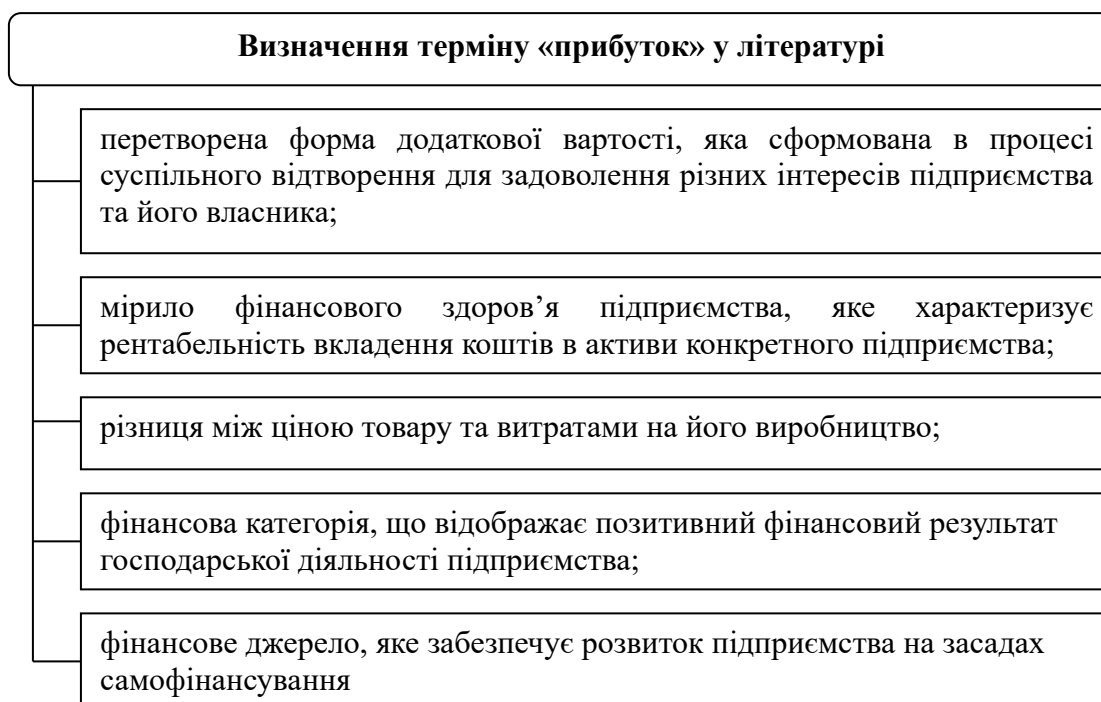 Визначення терміну «прибуток» у літературі
перетворена форма додаткової вартості, яка сформована в процесі
суспільного відтворення для задоволення різних інтересів підприємства
та його власника;
мірило фінансового здоров’я підприємства, яке характеризує
рентабельність вкладення коштів в активи конкретного підприємства;
різниця між ціною товару та витратами на його виробництво;
фінансова категорія, що відображає позитивний фінансовий результат
господарської діяльності підприємства;
фінансове джерело, яке забезпечує розвиток підприємства на засадах
самофінансування